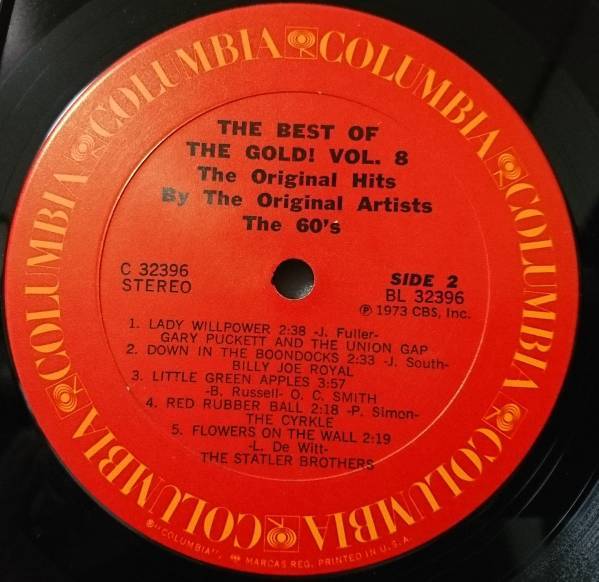 COLUMBIA COLUMBIA COLUMBIA COLUMBIA COLUMBIA COLUMBIA
THE BEST OF
THE GOLD! VOL. 8
The Original Hits
By The Original Artists
The 60's
C 32396
STEREO
SIDE 2
BL 32396
Ⓟ 1973 CBS, Inc.
1. LADY WILLPOWER 2:38 -J. Fuller-
GARY PUCKETT AND THE UNION GAP
2. DOWN IN THE BOONDOCKS 2:33 -J. South-
BILLY JOE ROYAL
3. LITTLE GREEN APPLES 3:57
-B. Russell- O. C. SMITH
4. RED RUBBER BALL 2:18 -P. Simon-
THE CYRKLE
5. FLOWERS ON THE WALL 2:19
-L. De Witt-
THE STATLER BROTHERS
®"COLUMBIA", MARCAS REG. PRINTED IN U.S.A.